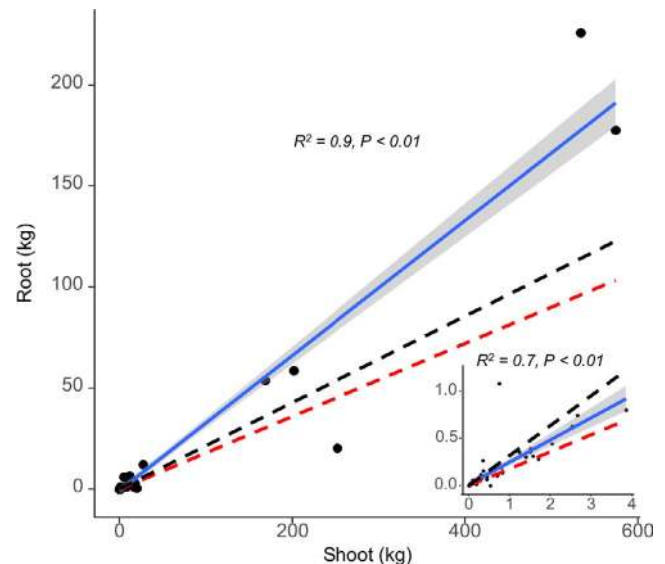 200
R² = 0.9, P < 0.01
150
Root (kg)
100
R² = 0.7, P < 0.01
50
1.0
0.5
0.0
0
0 1 2 3 4
0 200 400 600
Shoot (kg)